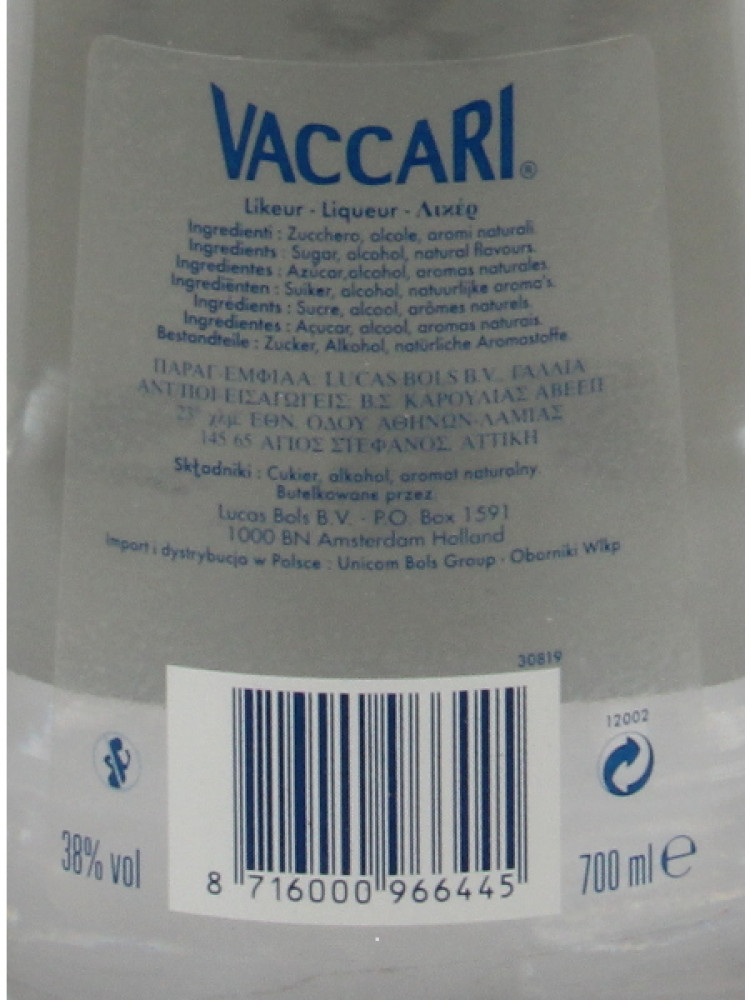 VACCARI®
Likeur - Liqueur - Λικέρ
Ingredienti : Zucchero, alcole, aromi naturali
Ingredients : Sugar, alcohol, natural flavours.
Ingredientes : Azúcar,alcohol, aromas naturales.
Ingrediënten : Suiker, alcohol, natuurlijke aroma's.
Ingrédients : Sucre, alcool, arômes naturels.
Ingredientes : Açucar, alcool, aromas naturais.
Bestandteile : Zucker, Alkohol, natürliche Aromastoffe.
ΠΑΡΑΓ-ΕΜΦΙΑΛ: LUCAS BOLS B.V., ΓΑΛΛΙΑ
ΑΝΤ/ΠΟΙ-ΕΙΣΑΓΩΓΕΙΣ: Β.Σ. ΚΑΡΟΥΛΙΑΣ ΑΒΕΕΠ
23° χλμ. ΕΘΝ. ΟΔΟΥ ΑΘΗΝΩΝ-ΛΑΜΙΑΣ
145 65 ΑΓΙΟΣ ΣΤΕΦΑΝΟΣ, ΑΤΤΙΚΗ
Składniki : Cukier, alkohol, aromat naturalny.
Butelkowane przez
Lucas Bols B.V. - P.O. Box 1591
1000 BN Amsterdam Holland
Import i dystrybucja w Polsce : Unicom Bols Group - Oborniki Wlkp
30819
12002
38% vol
700 ml e
8 716000 966445